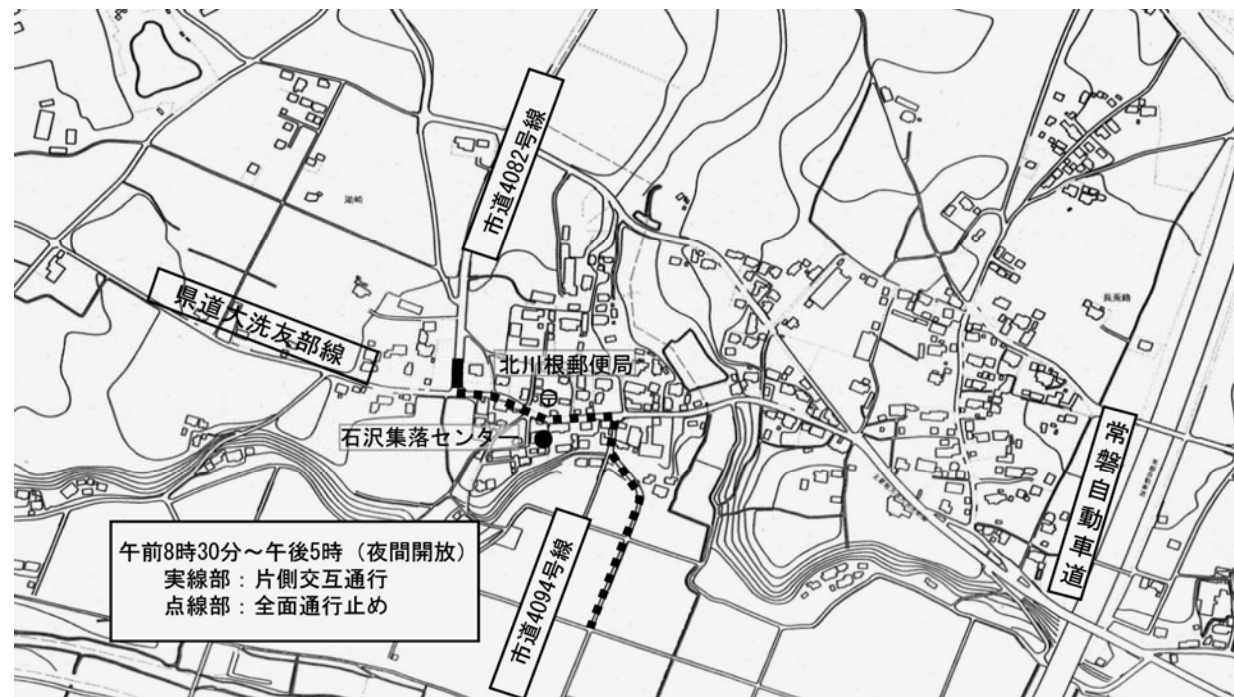 市道4082号線
県道大洗友部線
北川根郵便局
石沢集落センター
常磐自動車道
市道4094号線
午前8時30分~午後5時（夜間開放）
実線部：片側交互通行
点線部：全面通行止め